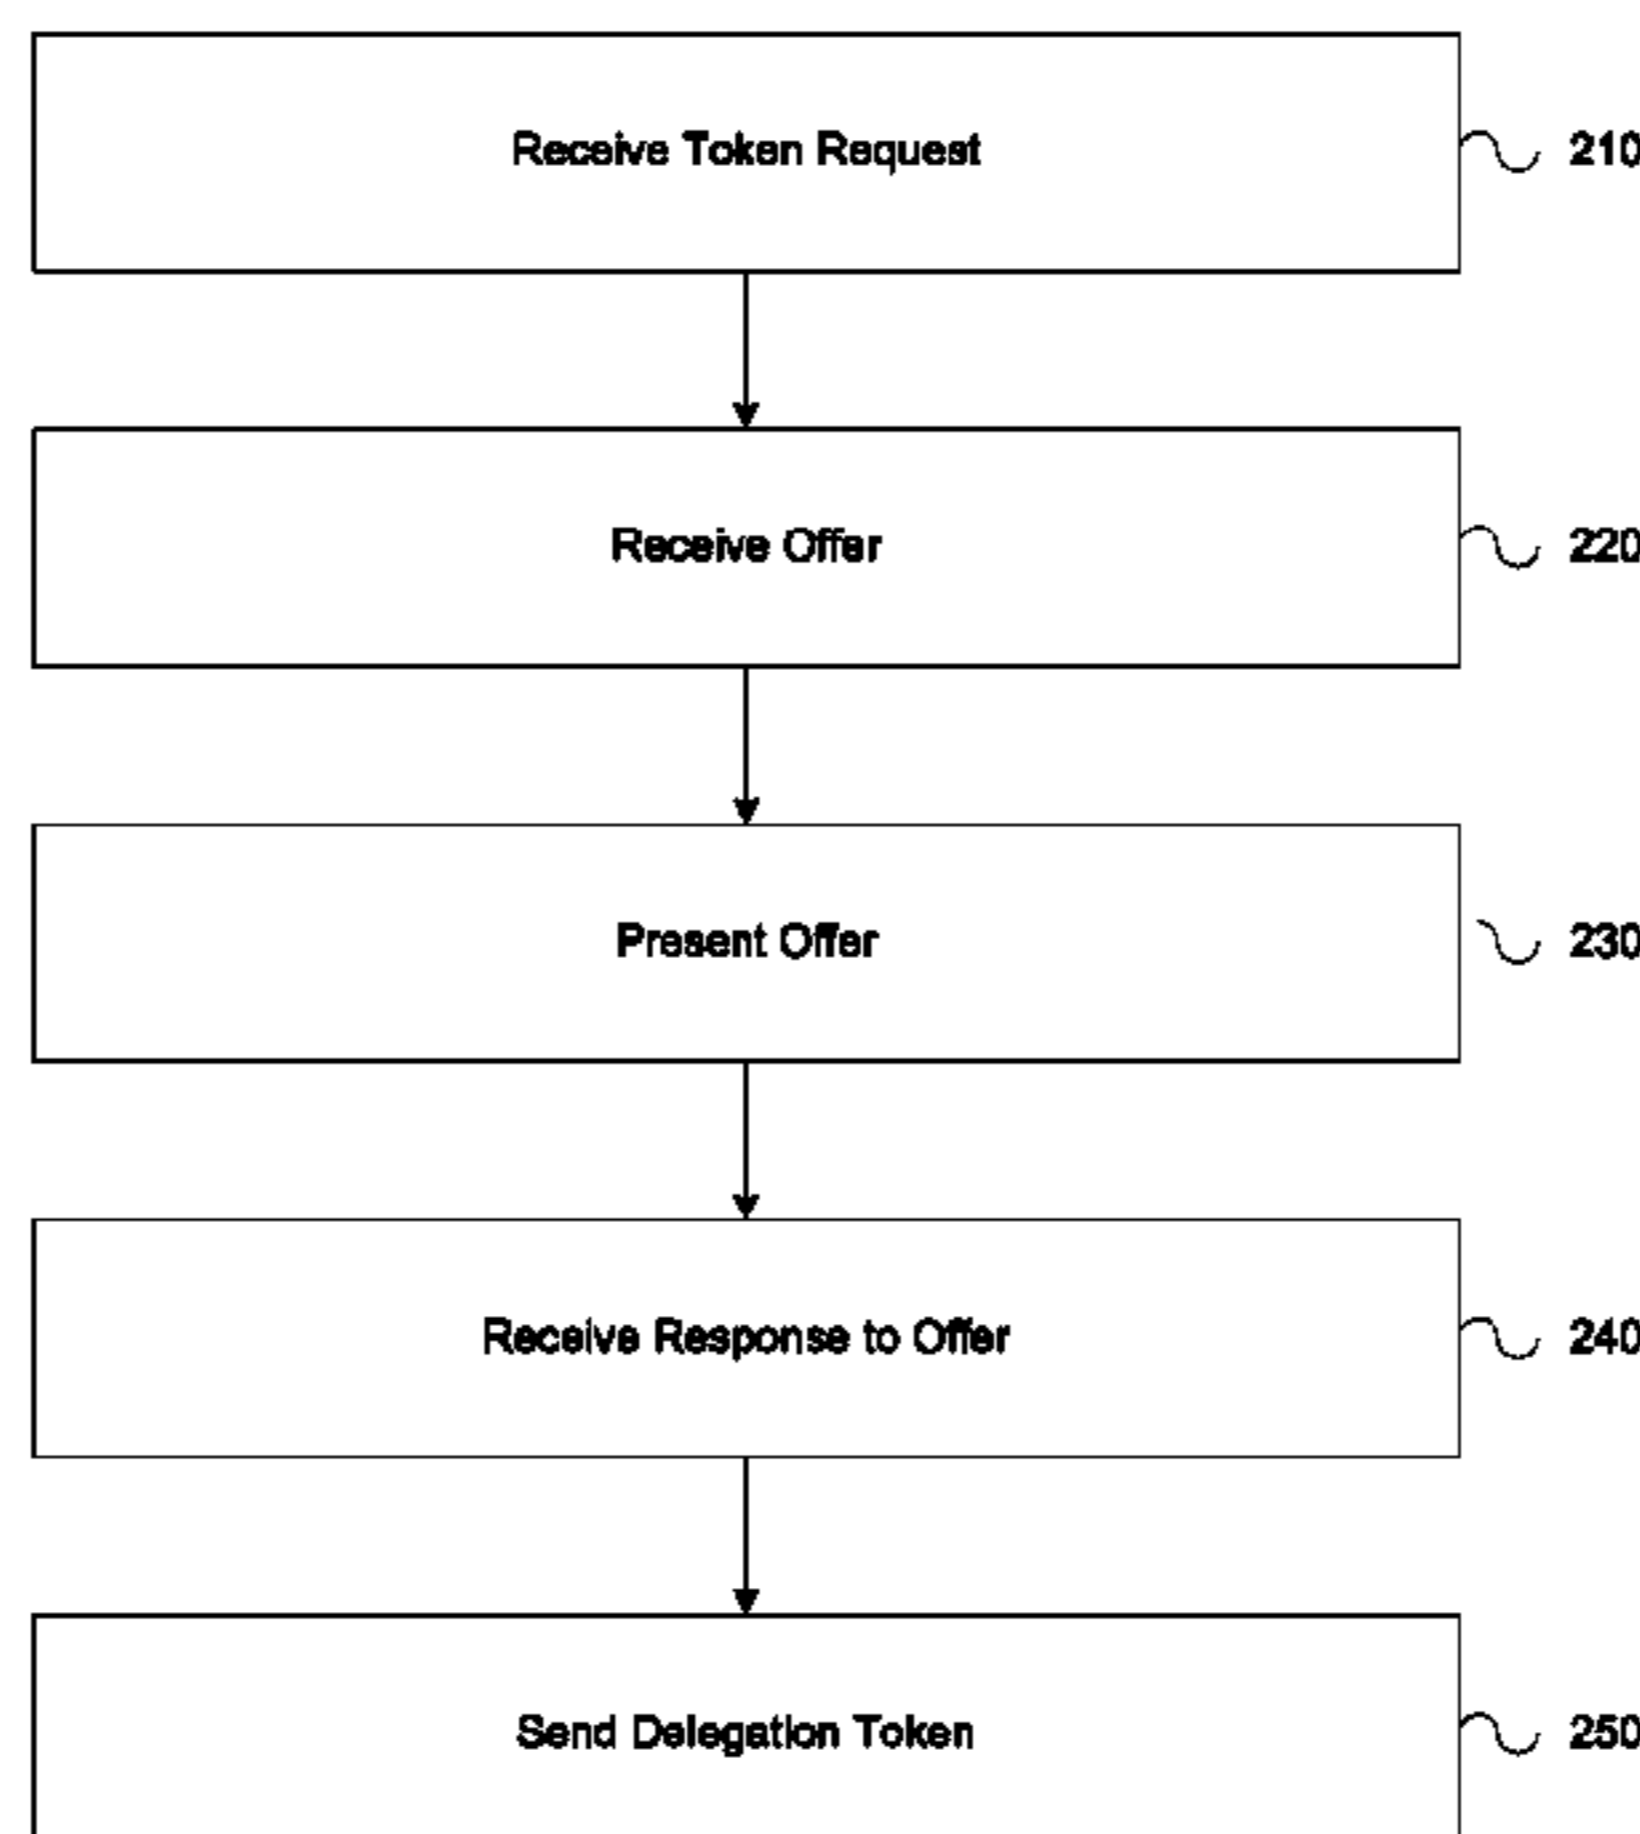 Receive Token Request
210
Receive Offer
220
Present Offer
230
Receive Response to Offer
240
Send Delegation Token
250